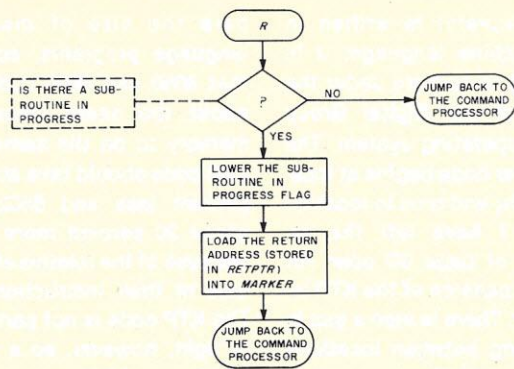 R
IS THERE A SUB-
ROUTINE IN
PROGRESS
?
NO
JUMP BACK TO
THE COMMAND
PROCESSOR
YES
LOWER THE SUB-
ROUTINE IN
PROGRESS FLAG
LOAD THE RETURN
ADDRESS (STORED
IN RETPTR)
INTO MARKER
JUMP BACK TO
THE COMMAND
PROCESSOR